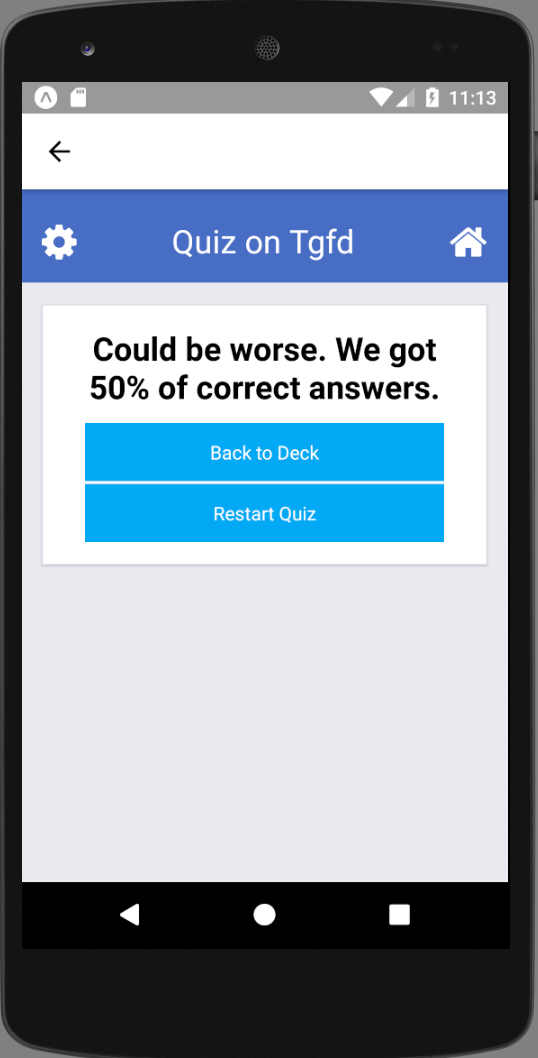 11:13
Quiz on Tgfd
Could be worse. We got
50% of correct answers.
Back to Deck
Restart Quiz